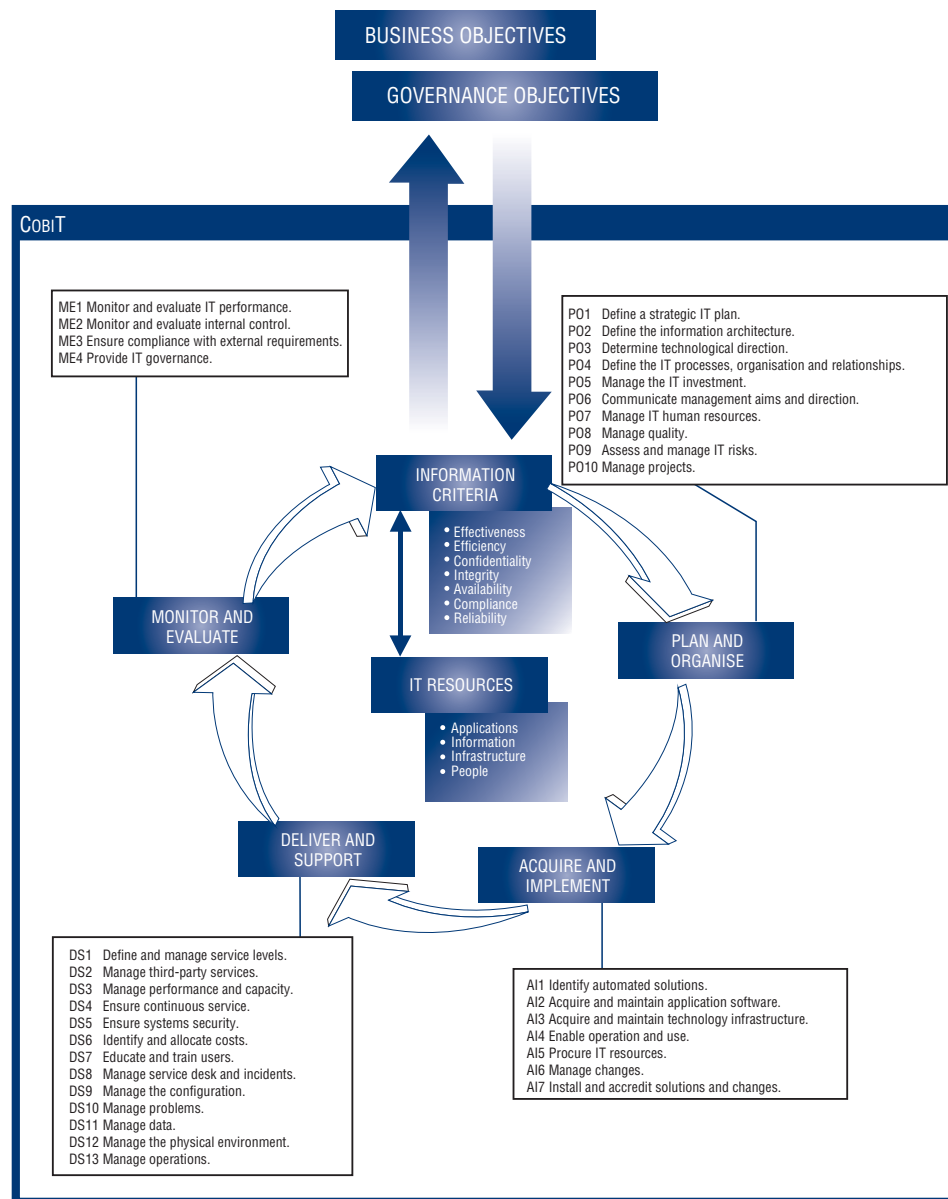 BUSINESS OBJECTIVES
GOVERNANCE OBJECTIVES
COBIT
ME1 Monitor and evaluate IT performance.
ME2 Monitor and evaluate internal control.
ME3 Ensure compliance with external requirements.
ME4 Provide IT governance.
PO1 Define a strategic IT plan.
PO2 Define the information architecture.
PO3 Determine technological direction.
PO4 Define the IT processes, organisation and relationships.
PO5 Manage the IT investment.
PO6 Communicate management aims and direction.
PO7 Manage IT human resources.
PO8 Manage quality.
PO9 Assess and manage IT risks.
PO10 Manage projects.
INFORMATION
CRITERIA
• Effectiveness
• Efficiency
• Confidentiality
• Integrity
• Availability
• Compliance
• Reliability
MONITOR AND
EVALUATE
PLAN AND
ORGANISE
IT RESOURCES
• Applications
• Information
• Infrastructure
• People
DELIVER AND
SUPPORT
ACQUIRE AND
IMPLEMENT
DS1 Define and manage service levels.
DS2 Manage third-party services.
DS3 Manage performance and capacity.
DS4 Ensure continuous service.
DS5 Ensure systems security.
DS6 Identify and allocate costs.
DS7 Educate and train users.
DS8 Manage service desk and incidents.
DS9 Manage the configuration.
DS10 Manage problems.
DS11 Manage data.
DS12 Manage the physical environment.
DS13 Manage operations.
AI1 Identify automated solutions.
AI2 Acquire and maintain application software.
AI3 Acquire and maintain technology infrastructure.
AI4 Enable operation and use.
AI5 Procure IT resources.
AI6 Manage changes.
AI7 Install and accredit solutions and changes.